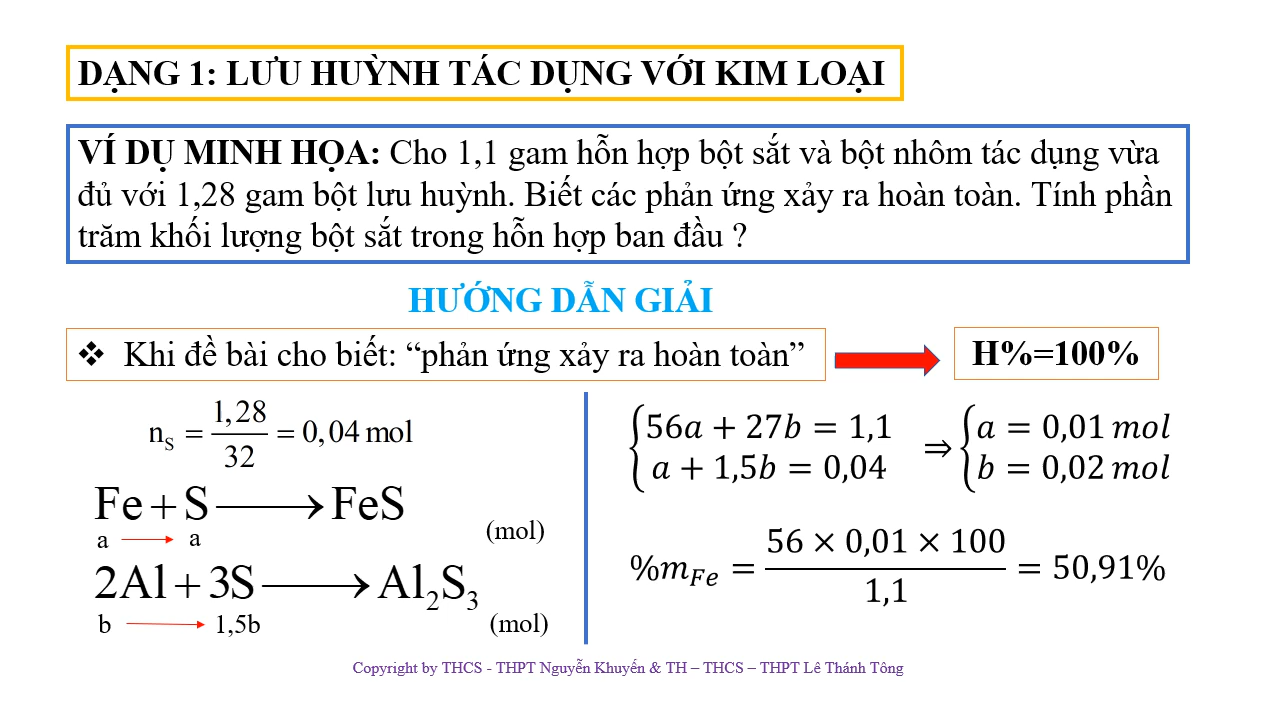 DẠNG 1: LƯU HUỲNH TÁC DỤNG VỚI KIM LOẠI
VÍ DỤ MINH HỌA: Cho 1,1 gam hỗn hợp bột sắt và bột nhôm tác dụng vừa
đủ với 1,28 gam bột lưu huỳnh. Biết các phản ứng xảy ra hoàn toàn. Tính phần
trăm khối lượng bột sắt trong hỗn hợp ban đầu ?
HƯỚNG DẪN GIẢI
❖ Khi đề bài cho biết: “phản ứng xảy ra hoàn toàn”
H%=100%
n_S = 1,28/32 = 0,04 mol
Fe + S ⟶ FeS
a → a (mol)
2Al + 3S ⟶ Al₂S₃
b → 1,5b (mol)
{56a + 27b = 1,1 ⇒ {a = 0,01 mol
{a + 1,5b = 0,04 {b = 0,02 mol
%m_Fe = (56 × 0,01 × 100)/1,1 = 50,91%
Copyright by THCS - THPT Nguyễn Khuyến & TH – THCS – THPT Lê Thánh Tông